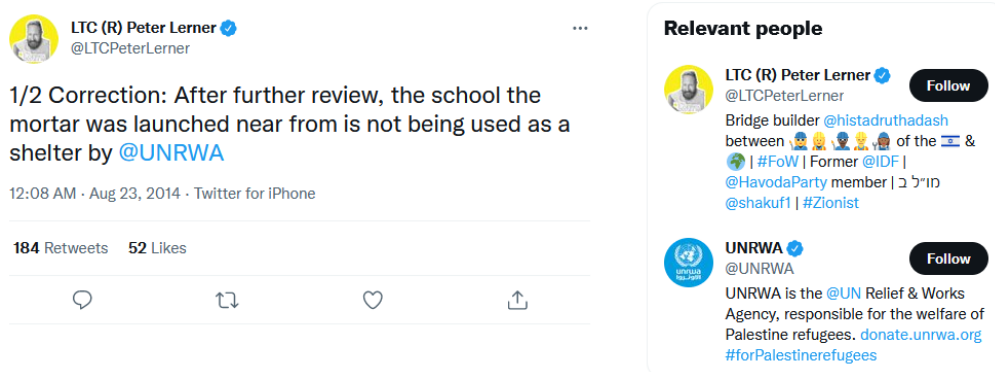 LTC (R) Peter Lerner
@LTCPeterLerner
1/2 Correction: After further review, the school the
mortar was launched near from is not being used as a
shelter by @UNRWA
12:08 AM · Aug 23, 2014 · Twitter for iPhone
184 Retweets 52 Likes
Relevant people
LTC (R) Peter Lerner
@LTCPeterLerner
Follow
Bridge builder @histadruthadash
between of the &
| #FoW | Former @IDF |
@HavodaParty member | מו״ל ב
@shakuf1 | #Zionist
UNRWA
@UNRWA
Follow
UNRWA is the @UN Relief & Works
Agency, responsible for the welfare of
Palestine refugees. donate.unrwa.org
#forPalestinerefugees
unrwa
الأونروا